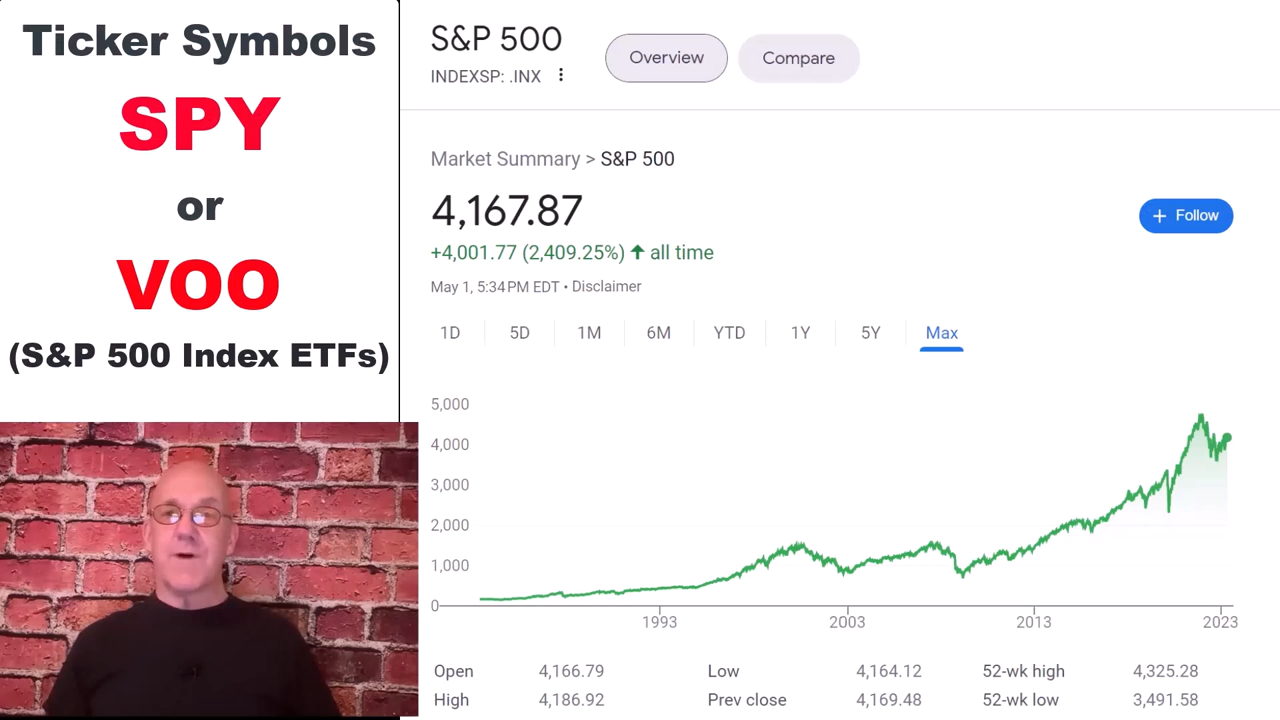 Ticker Symbols
SPY
or
VOO
(S&P 500 Index ETFs)
S&P 500
INDEXSP: .INX
Overview
Compare
Market Summary > S&P 500
4,167.87
+4,001.77 (2,409.25%) ↑ all time
May 1, 5:34 PM EDT • Disclaimer
+ Follow
1D 5D 1M 6M YTD 1Y 5Y Max
5,000
4,000
3,000
2,000
1,000
0
1993 2003 2013 2023
Open 4,166.79 Low 4,164.12 52-wk high 4,325.28
High 4,186.92 Prev close 4,169.48 52-wk low 3,491.58